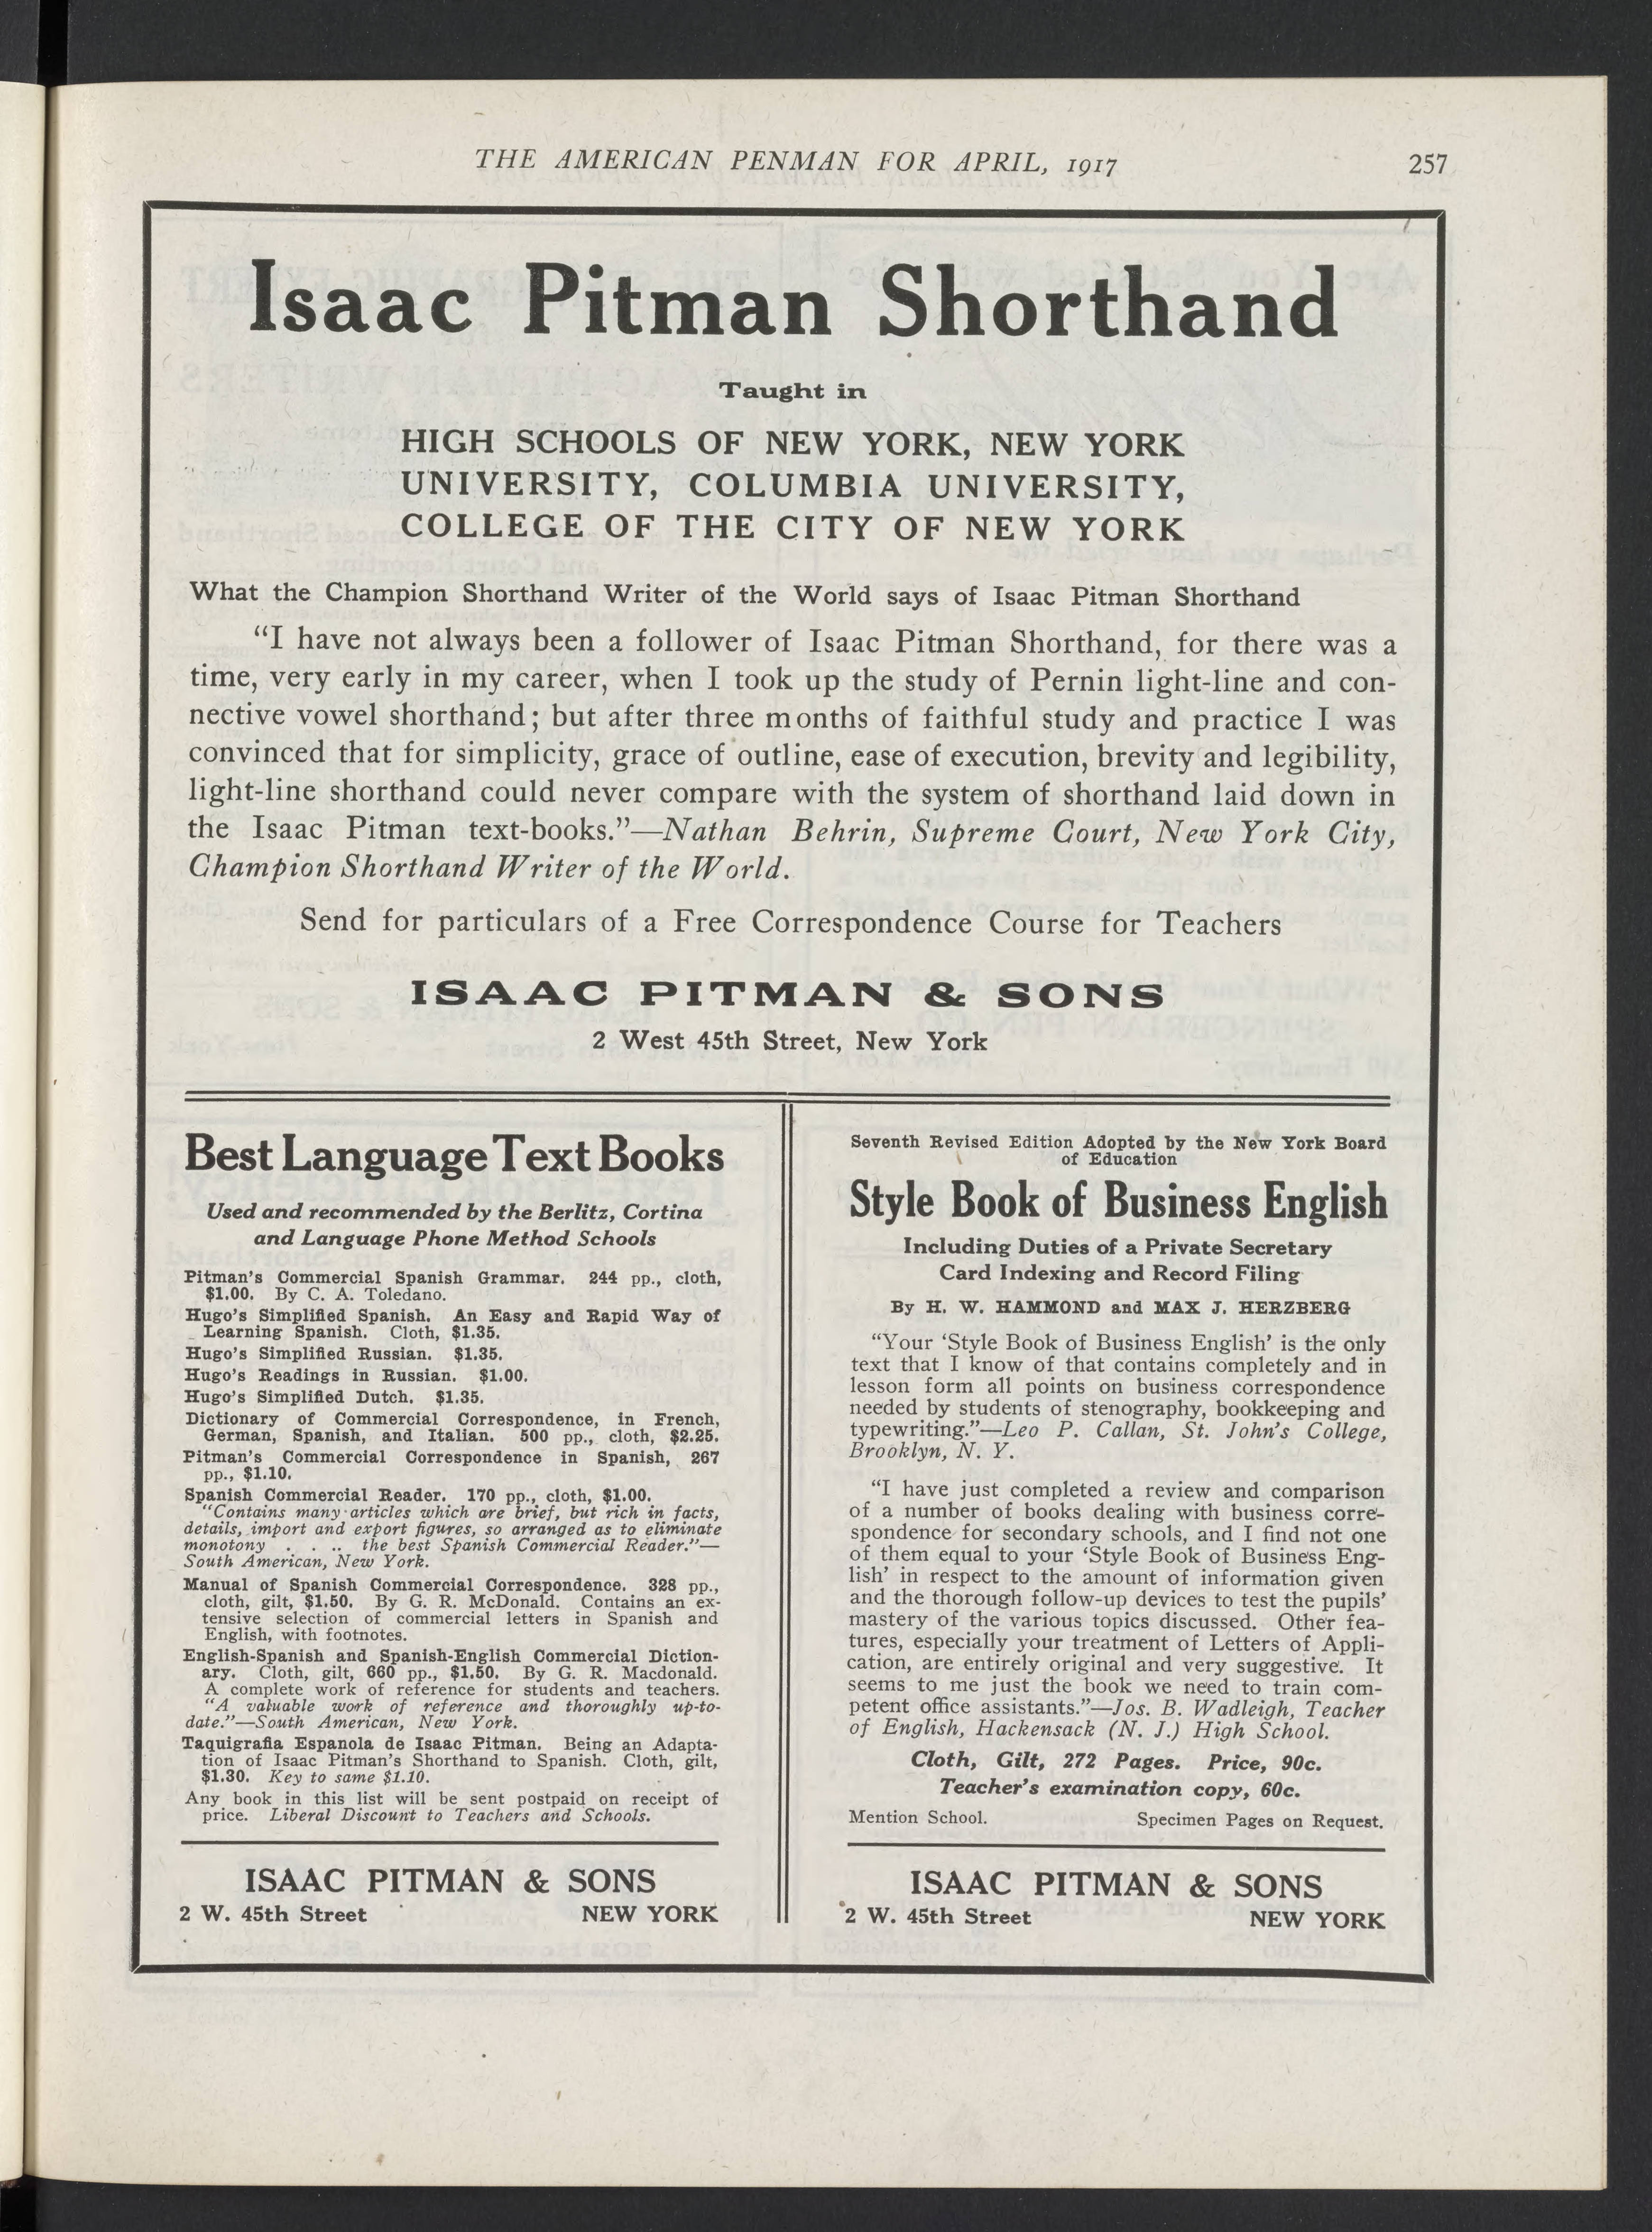 THE AMERICAN PENMAN FOR APRIL, 1917
257
Isaac Pitman Shorthand
Taught in
HIGH SCHOOLS OF NEW YORK, NEW YORK
UNIVERSITY, COLUMBIA UNIVERSITY,
COLLEGE OF THE CITY OF NEW YORK
What the Champion Shorthand Writer of the World says of Isaac Pitman Shorthand
“I have not always been a follower of Isaac Pitman Shorthand, for there was a
time, very early in my career, when I took up the study of Pernin light-line and con-
nective vowel shorthand; but after three months of faithful study and practice I was
convinced that for simplicity, grace of outline, ease of execution, brevity and legibility,
light-line shorthand could never compare with the system of shorthand laid down in
the Isaac Pitman text-books.”—Nathan Behrin, Supreme Court, New York City,
Champion Shorthand Writer of the World.
Send for particulars of a Free Correspondence Course for Teachers
ISAAC PITMAN & SONS
2 West 45th Street, New York
Best Language Text Books
Used and recommended by the Berlitz, Cortina
and Language Phone Method Schools
Pitman’s Commercial Spanish Grammar. 244 pp., cloth,
$1.00. By C. A. Toledano.
Hugo’s Simplified Spanish. An Easy and Rapid Way of
Learning Spanish. Cloth, $1.35.
Hugo’s Simplified Russian. $1.35.
Hugo’s Readings in Russian. $1.00.
Hugo’s Simplified Dutch. $1.35.
Dictionary of Commercial Correspondence, in French,
German, Spanish, and Italian. 500 pp., cloth, $2.25.
Pitman’s Commercial Correspondence in Spanish, 267
pp., $1.10.
Spanish Commercial Reader. 170 pp., cloth, $1.00.
“Contains many articles which are brief, but rich in facts,
details, import and export figures, so arranged as to eliminate
monotony . . .. the best Spanish Commercial Reader.”—
South American, New York.
Manual of Spanish Commercial Correspondence. 328 pp.,
cloth, gilt, $1.50. By G. R. McDonald. Contains an ex-
tensive selection of commercial letters in Spanish and
English, with footnotes.
English-Spanish and Spanish-English Commercial Diction-
ary. Cloth, gilt, 660 pp., $1.50. By G. R. Macdonald.
A complete work of reference for students and teachers.
“A valuable work of reference and thoroughly up-to-
date.”—South American, New York.
Taquigrafia Espanola de Isaac Pitman. Being an Adapta-
tion of Isaac Pitman’s Shorthand to Spanish. Cloth, gilt,
$1.30. Key to same $1.10.
Any book in this list will be sent postpaid on receipt of
price. Liberal Discount to Teachers and Schools.
ISAAC PITMAN & SONS
2 W. 45th Street NEW YORK
Seventh Revised Edition Adopted by the New York Board
of Education
Style Book of Business English
Including Duties of a Private Secretary
Card Indexing and Record Filing
By H. W. HAMMOND and MAX J. HERZBERG
“Your ‘Style Book of Business English’ is the only
text that I know of that contains completely and in
lesson form all points on business correspondence
needed by students of stenography, bookkeeping and
typewriting.”—Leo P. Callan, St. John’s College,
Brooklyn, N. Y.
“I have just completed a review and comparison
of a number of books dealing with business corre-
spondence for secondary schools, and I find not one
of them equal to your ‘Style Book of Business Eng-
lish’ in respect to the amount of information given
and the thorough follow-up devices to test the pupils’
mastery of the various topics discussed. Other fea-
tures, especially your treatment of Letters of Appli-
cation, are entirely original and very suggestive. It
seems to me just the book we need to train com-
petent office assistants.”—Jos. B. Wadleigh, Teacher
of English, Hackensack (N. J.) High School.
Cloth, Gilt, 272 Pages. Price, 90c.
Teacher’s examination copy, 60c.
Mention School. Specimen Pages on Request.
ISAAC PITMAN & SONS
2 W. 45th Street NEW YORK